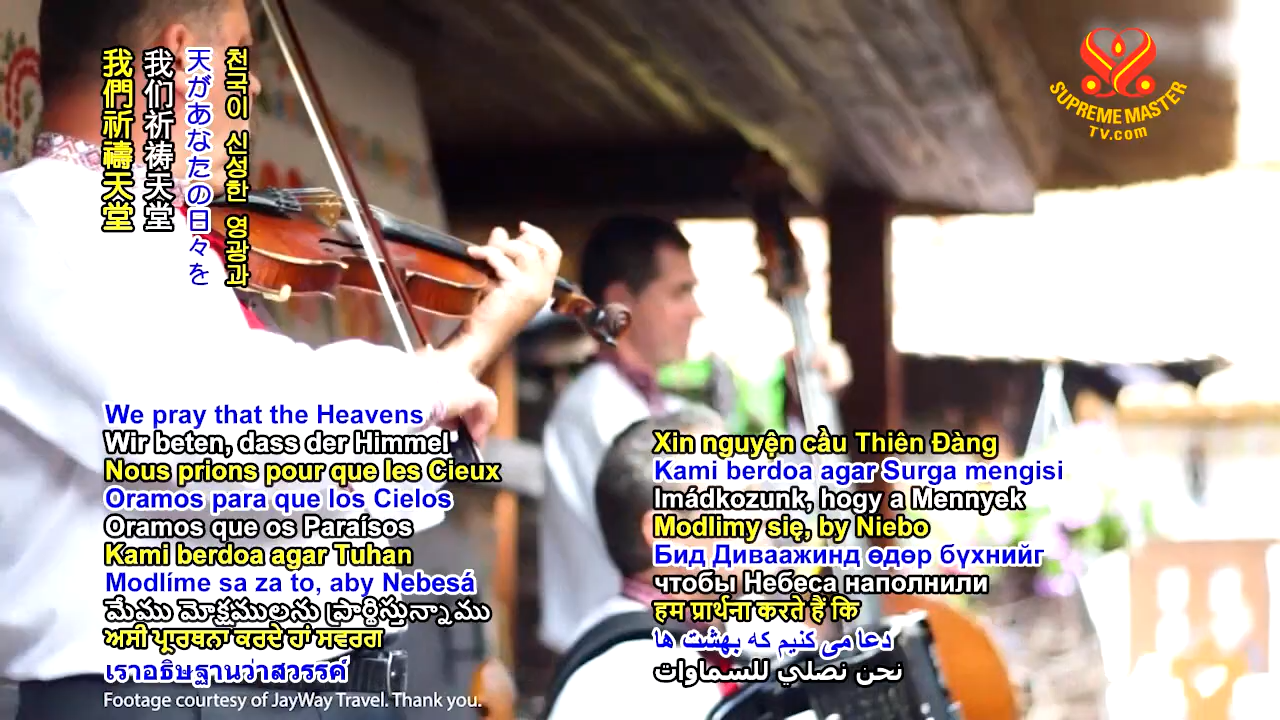 我們祈禱天堂
我们祈祷天堂
天があなたの日々を
천국이 신성한 영광과
SUPREME MASTER
TV.com
We pray that the Heavens
Wir beten, dass der Himmel
Nous prions pour que les Cieux
Oramos para que los Cielos
Oramos que os Paraísos
Kami berdoa agar Tuhan
Modlíme sa za to, aby Nebesá
మేము మోక్షములను ప్రార్థిస్తున్నాము
ਅਸੀ ਪ੍ਰਾਰਥਨਾ ਕਰਦੇ ਹਾਂ ਸਵਰਗ
เราอธิษฐานว่าสวรรค์
Xin nguyện cầu Thiên Đàng
Kami berdoa agar Surga mengisi
Imádkozunk, hogy a Mennyek
Modlimy się, by Niebo
Бид Диваажинд өдөр бүхнийг
чтобы Небеса наполнили
हम प्रार्थना करते हैं कि
دعا می کنیم که بهشت ها
نحن نصلي للسماوات
Footage courtesy of JayWay Travel. Thank you.